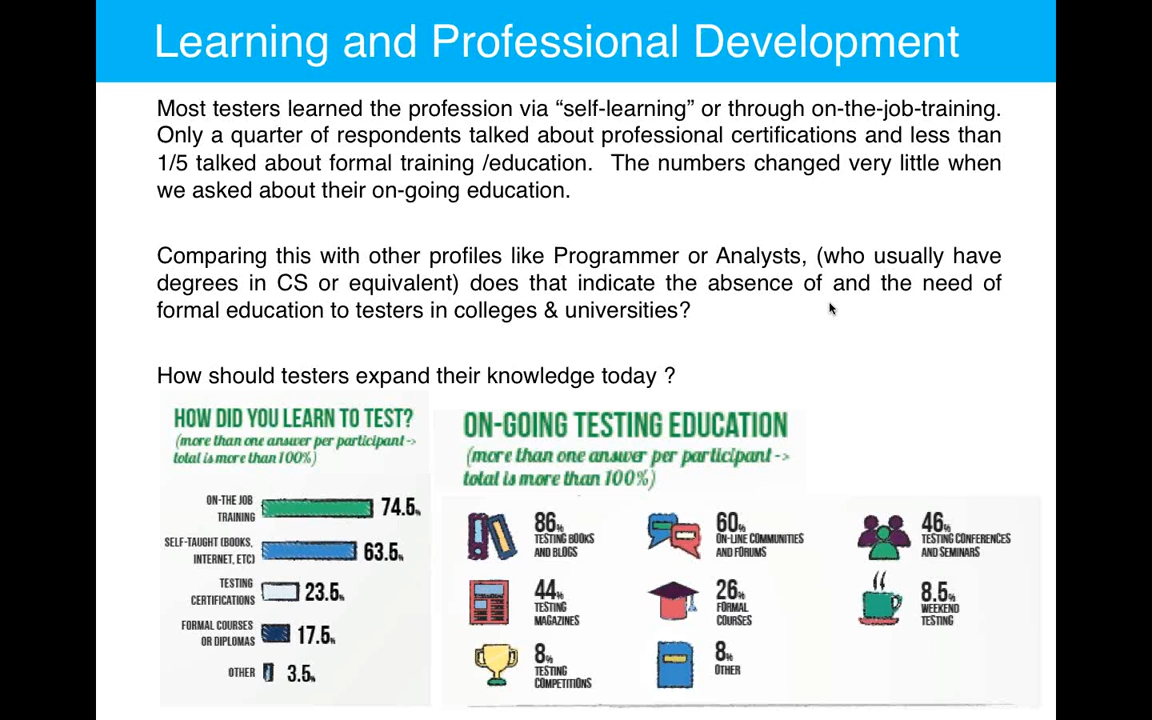 Learning and Professional Development
Most testers learned the profession via “self-learning” or through on-the-job-training.
Only a quarter of respondents talked about professional certifications and less than
1/5 talked about formal training /education.  The numbers changed very little when
we asked about their on-going education.
Comparing this with other profiles like Programmer or Analysts, (who usually have
degrees in CS or equivalent) does that indicate the absence of and the need of
formal education to testers in colleges & universities?
How should testers expand their knowledge today ?
HOW DID YOU LEARN TO TEST?
(more than one answer per participant ->
total is more than 100%)
ON THE JOB
TRAINING
74.5%
SELF-TAUGHT (BOOKS,
INTERNET, ETC)
63.5%
TESTING
CERTIFICATIONS
23.5%
FORMAL COURSES
OR DIPLOMAS
17.5%
OTHER
3.5%
ON-GOING TESTING EDUCATION
(more than one answer per participant ->
total is more than 100%)
86%
TESTING BOOKS
AND BLOGS
60%
ON-LINE COMMUNITIES
AND FORUMS
46%
TESTING CONFERENCES
AND SEMINARS
44%
TESTING
MAGAZINES
26%
FORMAL
COURSES
8.5%
WEEKEND
TESTING
8%
TESTING
COMPETITIONS
8%
OTHER